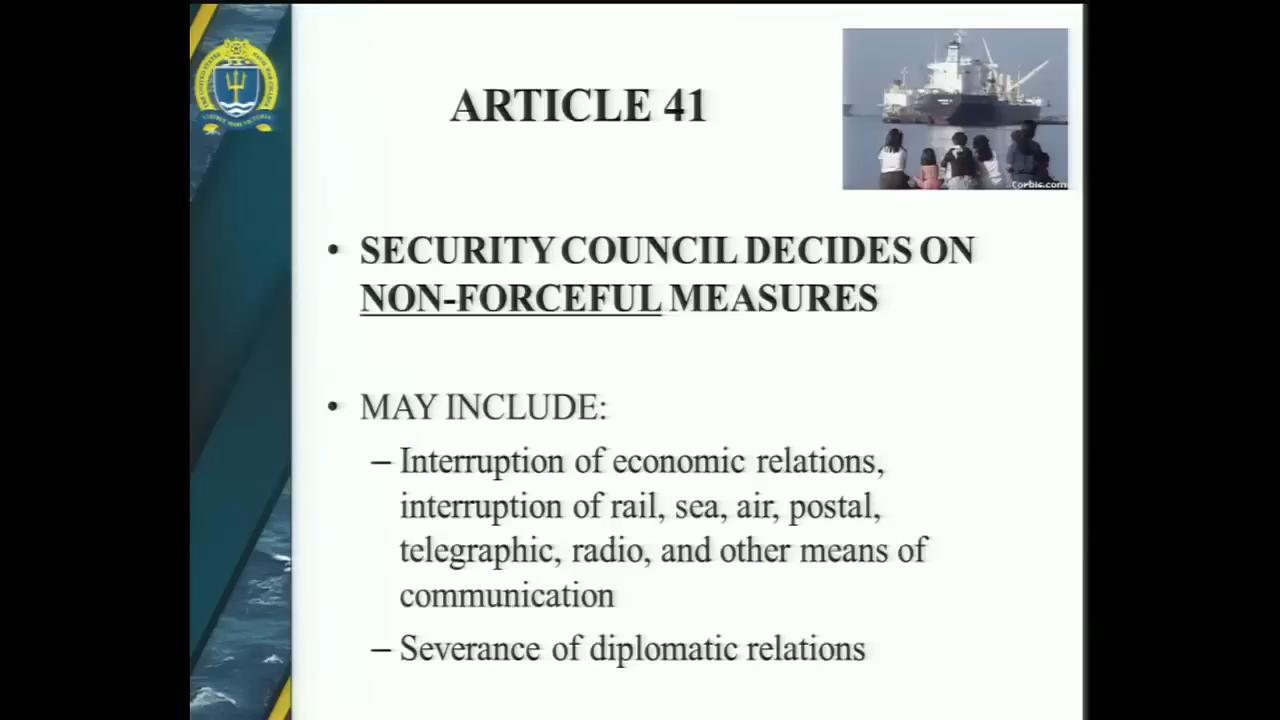 ARTICLE 41
Corbis.com
• SECURITY COUNCIL DECIDES ON
NON-FORCEFUL MEASURES
• MAY INCLUDE:
– Interruption of economic relations,
interruption of rail, sea, air, postal,
telegraphic, radio, and other means of
communication
– Severance of diplomatic relations